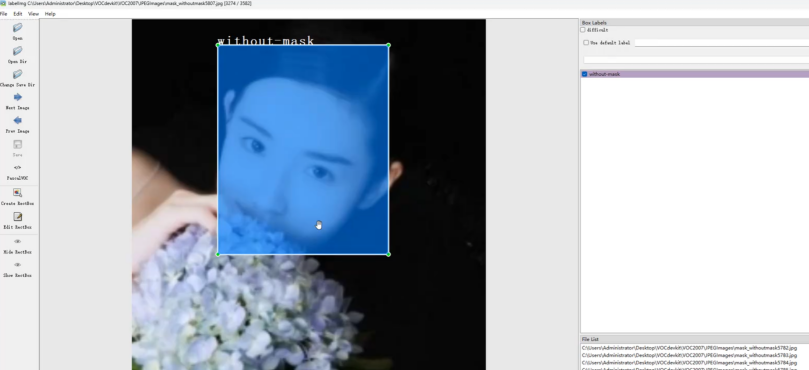 labelImg C:\Users\Administrator\Desktop\VOCdevkit\VOC2007\JPEGImages\mask_withoutmask5807.jpg [3274 / 3582]
File Edit View Help
Open
Open Dir
Change Save Dir
Next Image
Prev Image
Save
</>
PascalVOC
Create RectBox
Edit RectBox
Hide RectBox
Show RectBox
without-mask
Box Labels
difficult
Use default label
without-mask
File List
C:\Users\Administrator\Desktop\VOCdevkit\VOC2007\JPEGImages\mask_withoutmask5782.jpg
C:\Users\Administrator\Desktop\VOCdevkit\VOC2007\JPEGImages\mask_withoutmask5783.jpg
C:\Users\Administrator\Desktop\VOCdevkit\VOC2007\JPEGImages\mask_withoutmask5784.jpg